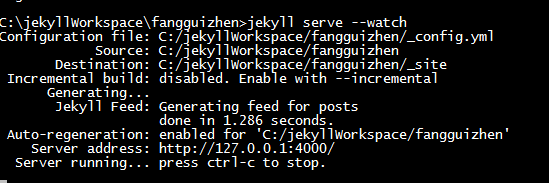 C:\jekyllWorkspace\fangguizhen>jekyll serve --watch
Configuration file: C:/jekyllWorkspace/fangguizhen/_config.yml
Source: C:/jekyllWorkspace/fangguizhen
Destination: C:/jekyllWorkspace/fangguizhen/_site
Incremental build: disabled. Enable with --incremental
Generating...
Jekyll Feed: Generating feed for posts
done in 1.286 seconds.
Auto-regeneration: enabled for 'C:/jekyllWorkspace/fangguizhen'
Server address: http://127.0.0.1:4000/
Server running... press ctrl-c to stop.